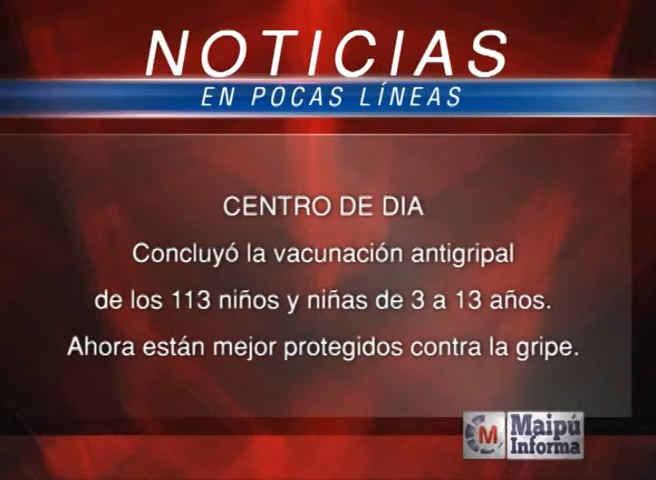 NOTICIAS
EN POCAS LÍNEAS
CENTRO DE DIA
Concluyó la vacunación antigripal
de los 113 niños y niñas de 3 a 13 años.
Ahora están mejor protegidos contra la gripe.
M
Maipú
Informa